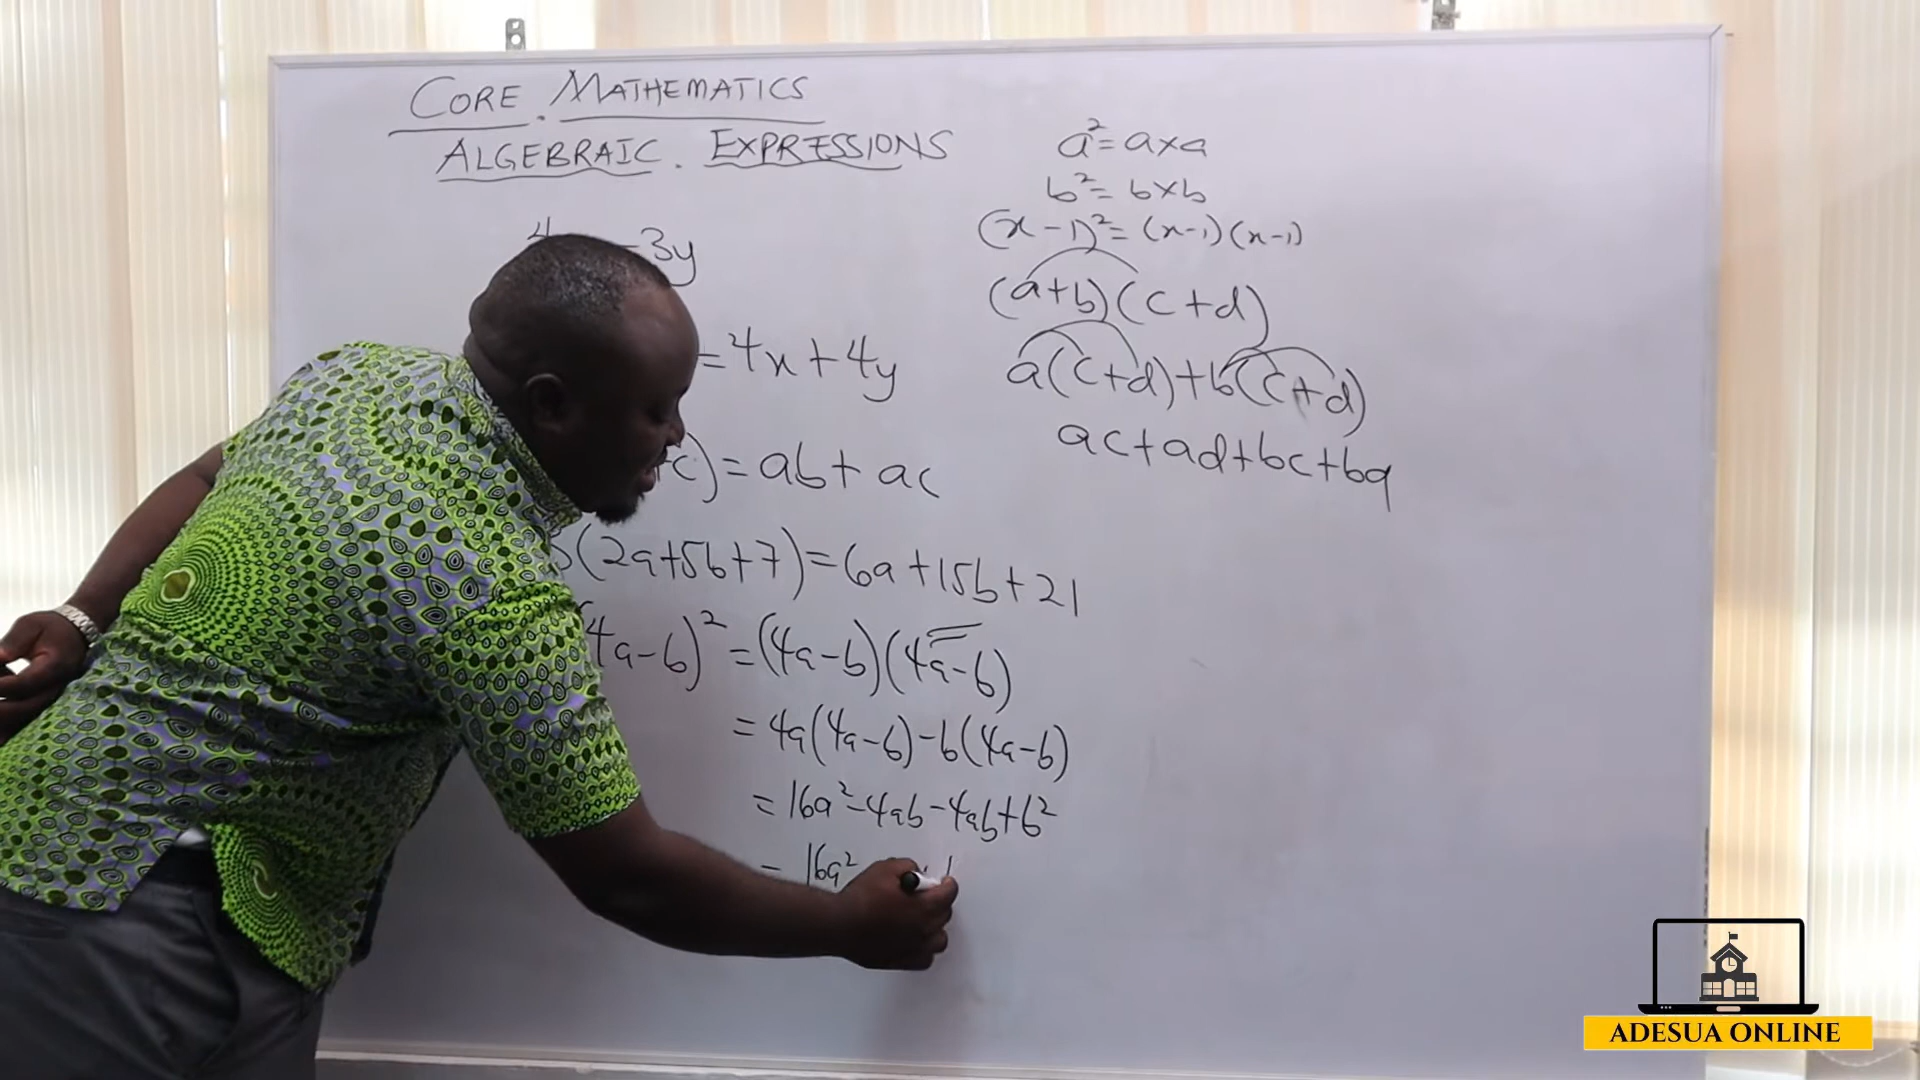 CORE MATHEMATICS
ALGEBRAIC EXPRESSIONS
-3y
=4x+4y
c)=ab+ac
3(2a+5b+7)=6a+15b+21
(4a-b)²=(4a-b)(4a-b)
=4a(4a-b)-b(4a-b)
=16a²-4ab-4ab+b²
=16a²
a²=a×a
b²=b×b
(x-1)²=(x-1)(x-1)
(a+b)(c+d)
a(c+d)+b(c+d)
ac+ad+bc+bd
ADESUA ONLINE